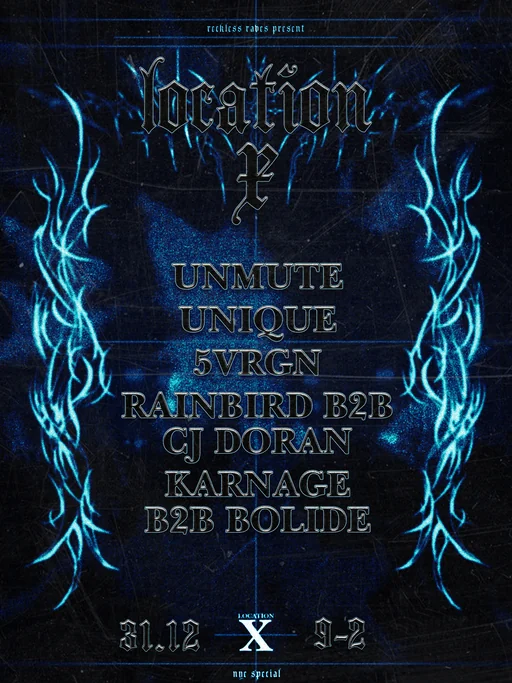 reckless raves present
location
X
UNMUTE
UNIQUE
5VRGN
RAINBIRD B2B
CJ DORAN
KARNAGE
B2B BOLIDE
31.12
LOCATION
X
9-2
nye special